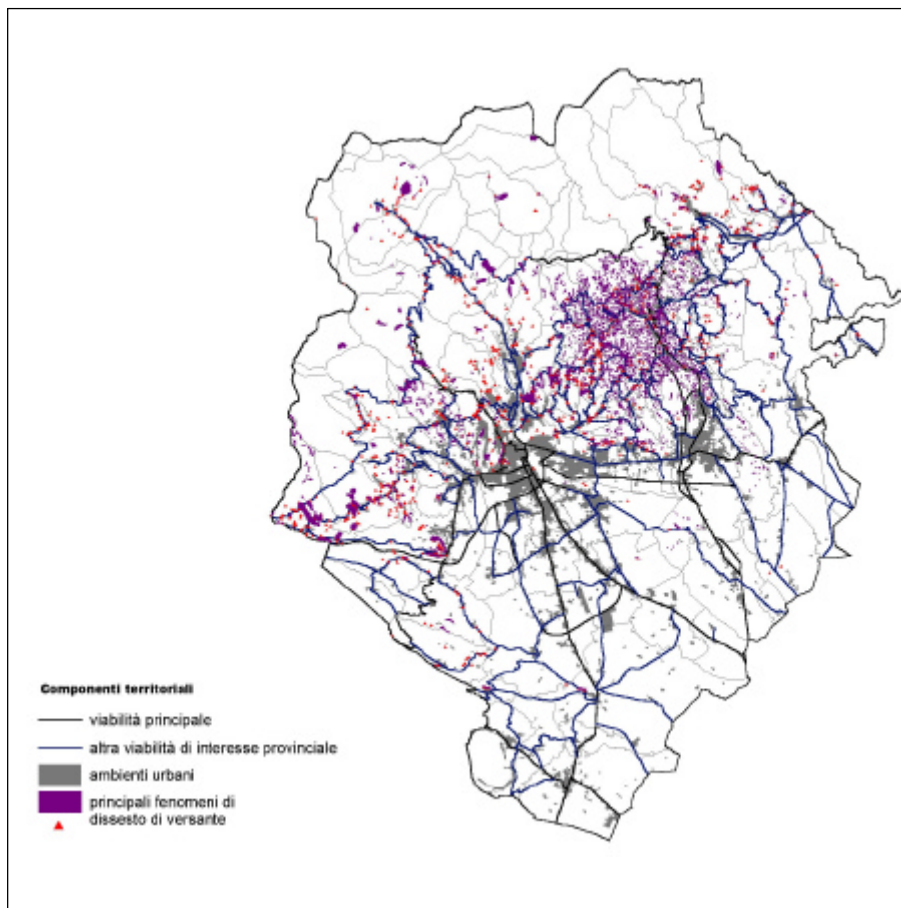 Componenti territoriali
viabilità principale
altra viabilità di interesse provinciale
ambienti urbani
principali fenomeni di
dissesto di versante